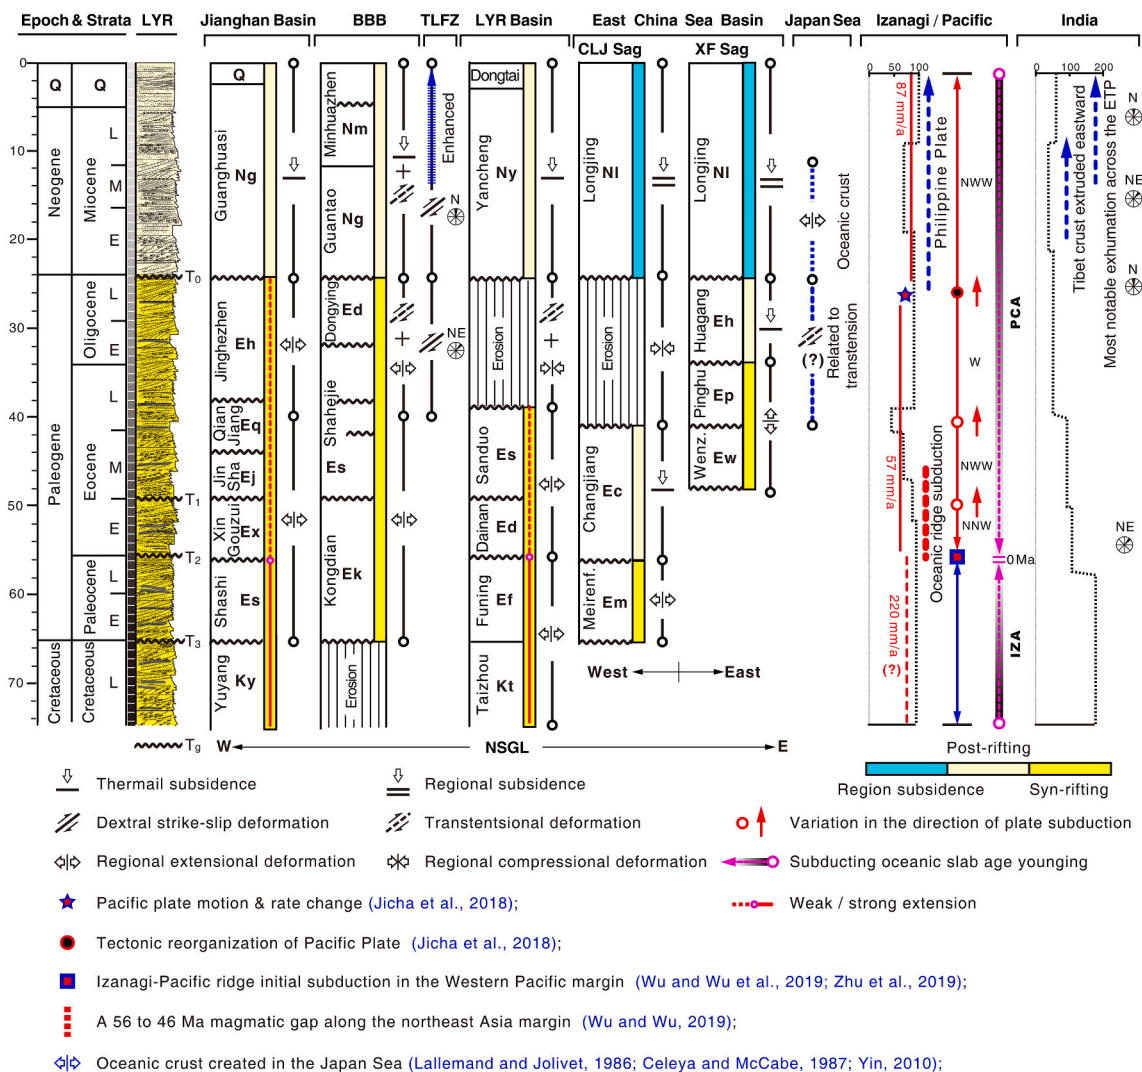 Epoch & Strata LYR Jianghan Basin BBB TLFZ LYR Basin East China Sea Basin Japan Sea Izanagi / Pacific India
CLJ Sag XF Sag
0 10 20 30 40 50 60 70
Q Q
Neogene Miocene L M E
Paleogene Oligocene L E
Eocene L M E
Paleocene L E
Cretaceous Cretaceous L
T0 T1 T2 T3 Tg
Q
Guanghuasi Ng
Jinghezhen Eh
Qian Jiang Eq
Jin Sha Ej
Xin Gouzui Ex
Shashi Es
Yuyang Ky
Minhuazhen Nm
Guantao Ng
Dongying Ed
Shahejie Es
Kongdian Ek
Erosion
Enhanced
N
NE
Dongtai
Yancheng Ny
Erosion
Sanduo Es
Dainan Ed
Funing Ef
Taizhou Kt
Longjing Nl
Erosion
Changjiang Ec
Meirenf. Em
Longjing Nl
Huagang Eh
Pinghu Ep
Wenz. Ew
West East
Oceanic crust
Related to transtension
(?)
0 50 100
87 mm/a
57 mm/a
220 mm/a
(?)
Philippine Plate
Oceanic ridge subduction
NWW
W
NWW
NNW
PCA
0 Ma
IZA
0 100 200
Tibet crust extruded eastward
Most notable exhumation across the ETP
N
NE
N
NE
W NSGL E
Post-rifting
Region subsidence Syn-rifting
Thermail subsidence Regional subsidence
Dextral strike-slip deformation Transtentsional deformation Variation in the direction of plate subduction
Regional extensional deformation Regional compressional deformation Subducting oceanic slab age younging
Pacific plate motion & rate change (Jicha et al., 2018); Weak / strong extension
Tectonic reorganization of Pacific Plate (Jicha et al., 2018);
Izanagi-Pacific ridge initial subduction in the Western Pacific margin (Wu and Wu et al., 2019; Zhu et al., 2019);
A 56 to 46 Ma magmatic gap along the northeast Asia margin (Wu and Wu, 2019);
Oceanic crust created in the Japan Sea (Lallemand and Jolivet, 1986; Celeya and McCabe, 1987; Yin, 2010);